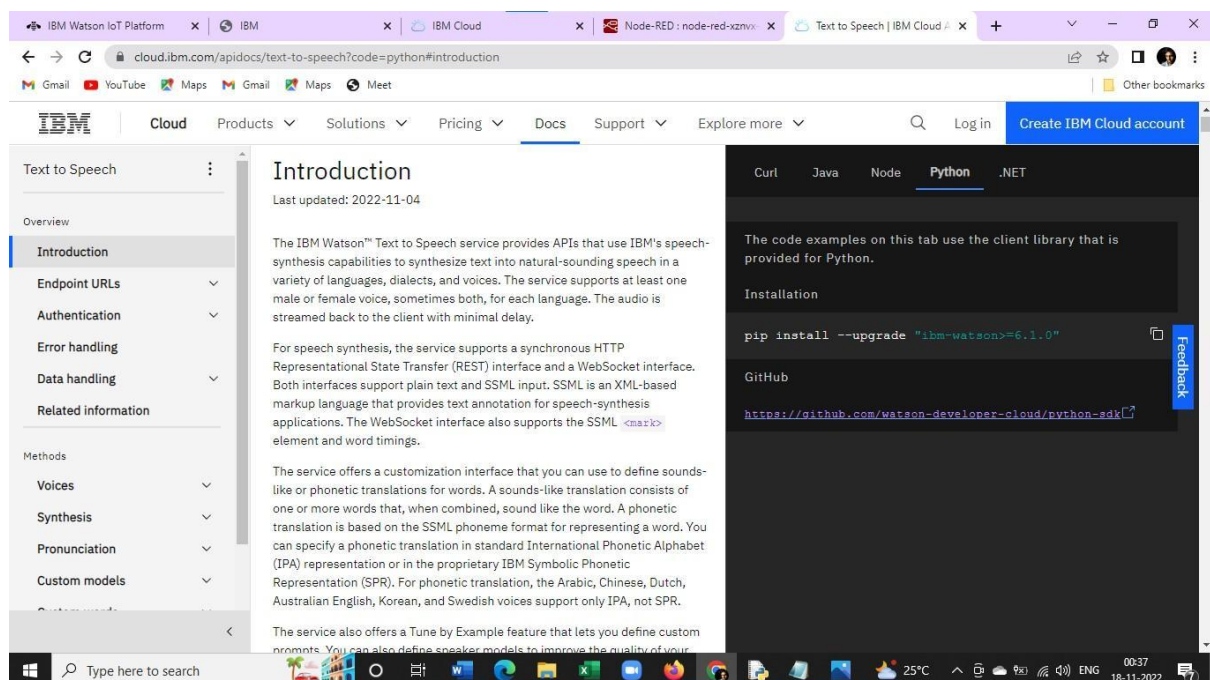 IBM Watson IoT Platform
IBM
IBM Cloud
Node-RED : node-red-xznvx
Text to Speech | IBM Cloud A
cloud.ibm.com/apidocs/text-to-speech?code=python#introduction
Gmail
YouTube
Maps
Gmail
Maps
Meet
Other bookmarks
IBM
Cloud
Products
Solutions
Pricing
Docs
Support
Explore more
Log in
Create IBM Cloud account
Text to Speech
Overview
Introduction
Endpoint URLs
Authentication
Error handling
Data handling
Related information
Methods
Voices
Synthesis
Pronunciation
Custom models
Introduction
Last updated: 2022-11-04
The IBM Watson™ Text to Speech service provides APIs that use IBM's speech-
synthesis capabilities to synthesize text into natural-sounding speech in a
variety of languages, dialects, and voices. The service supports at least one
male or female voice, sometimes both, for each language. The audio is
streamed back to the client with minimal delay.
For speech synthesis, the service supports a synchronous HTTP
Representational State Transfer (REST) interface and a WebSocket interface.
Both interfaces support plain text and SSML input. SSML is an XML-based
markup language that provides text annotation for speech-synthesis
applications. The WebSocket interface also supports the SSML <mark>
element and word timings.
The service offers a customization interface that you can use to define sounds-
like or phonetic translations for words. A sounds-like translation consists of
one or more words that, when combined, sound like the word. A phonetic
translation is based on the SSML phoneme format for representing a word. You
can specify a phonetic translation in standard International Phonetic Alphabet
(IPA) representation or in the proprietary IBM Symbolic Phonetic
Representation (SPR). For phonetic translation, the Arabic, Chinese, Dutch,
Australian English, Korean, and Swedish voices support only IPA, not SPR.
The service also offers a Tune by Example feature that lets you define custom
prompts. You can also define speaker models to improve the quality of your
Curl
Java
Node
Python
.NET
The code examples on this tab use the client library that is
provided for Python.
Installation
pip install --upgrade "ibm-watson>=6.1.0"
GitHub
https://github.com/watson-developer-cloud/python-sdk
Feedback
Type here to search
25°C
ENG
00:37
18-11-2022